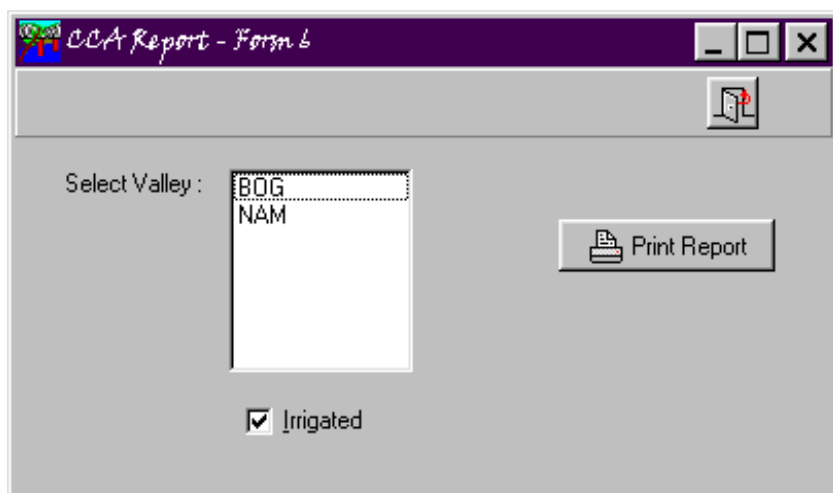 CCA Report - Form 6
Select Valley :
BOG
NAM
Print Report
Irrigated